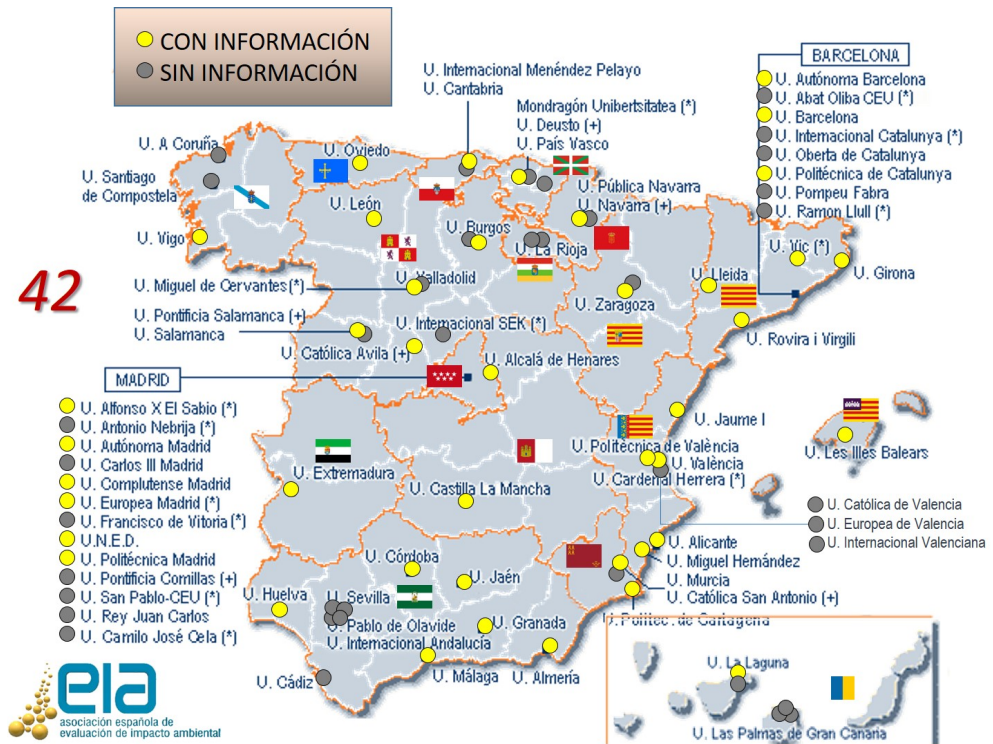 CON INFORMACIÓN
SIN INFORMACIÓN
BARCELONA
U. Autónoma Barcelona
U. Abat Oliba CEU (*)
U. Barcelona
U. Internacional Catalunya (*)
U. Oberta de Catalunya
U. Politécnica de Catalunya
U. Pompeu Fabra
U. Ramon Llull (*)
U. Internacional Menéndez Pelayo
U. Cantabria
Mondragón Unibertsitatea (*)
U. Deusto (+)
U. País Vasco
U. A Coruña
U. Oviedo
U. Santiago
de Compostela
U. Pública Navarra
U. Navarra (+)
U. León
U. Burgos
U. La Rioja
U. Vigo
U. Vic (*)
U. Girona
42
U. Valladolid
U. Miguel de Cervantes(*)
U. Lleida
U. Zaragoza
U. Pontificia Salamanca (+)
U. Salamanca
U. Internacional SEK (*)
U. Rovira i Virgili
U. Católica Avila (+)
U. Alcalá de Henares
MADRID
U. Alffonso X El Sabio (*)
U. Antonio Nebrija (*)
U. Autónoma Madrid
U. Carlos III Madrid
U. Complutense Madrid
U. Europea Madrid (*)
U. Francisco de Vitoria (*)
U.N.E.D.
U. Politécnica Madrid
U. Pontificia Comillas (+)
U. San Pablo-CEU (*)
U. Rey Juan Carlos
U. Camilo José Cela (*)
U. Jaume I
U. Politécnica de València
U. València
U. Cardenal Herrera (*)
U. Les Illes Balears
U. Extremadura
U. Castilla La Mancha
U. Católica de Valencia
U. Europea de Valencia
U. Internacional Valenciana
U. Alicante
U. Miguel Hernández
U. Murcia
U. Católica San Antonio (+)
U. Politéc. de Cartagena
U. Córdoba
U. Jaén
U. Huelva
U. Sevilla
U. Pablo de Olavide
U. Internacional Andalucía
U. Granada
U. Cádiz
U. Málaga
U. Almería
U. La Laguna
U. Las Palmas de Gran Canaria
eia
asociación española de
evaluación de impacto ambiental